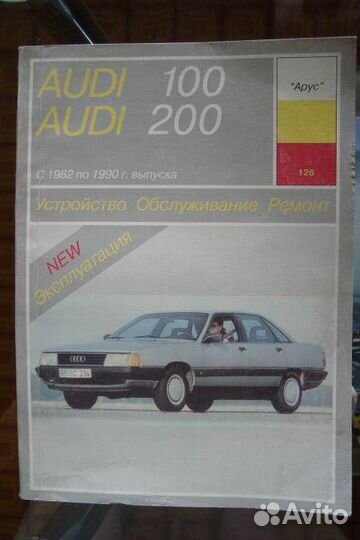 AUDI 100
AUDI 200
"Арус"
С 1982 по 1990 г. выпуска
126
Устройство Обслуживание Ремонт
NEW
Эксплуатация
Avito